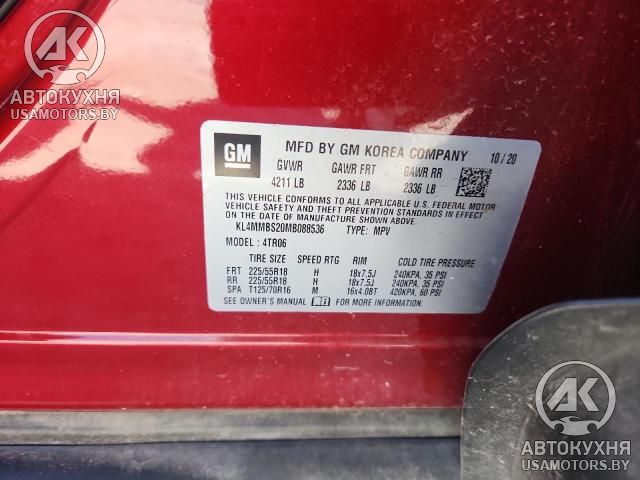 AK
АВТОКУХНЯ
USAMOTORS.BY
GM
MFD BY GM KOREA COMPANY 10/20
GVWR GAWR FRT GAWR RR
4211 LB 2336 LB 2336 LB
THIS VEHICLE CONFORMS TO ALL APPLICABLE U.S. FEDERAL MOTOR
VEHICLE SAFETY AND THEFT PREVENTION STANDARDS IN EFFECT
ON THE DATE OF MANUFACTURE SHOWN ABOVE.
KL4MMBS20MB088536 TYPE: MPV
MODEL: 4TR06
TIRE SIZE SPEED RTG RIM COLD TIRE PRESSURE
FRT 225/55R18 H 18x7.5J 240KPA, 35 PSI
RR 225/55R18 H 18x7.5J 240KPA, 35 PSI
SPA T125/70R16 M 16x4.0BT 420KPA, 60 PSI
SEE OWNER'S MANUAL FOR MORE INFORMATION.
AK
АВТОКУХНЯ
USAMOTORS.BY